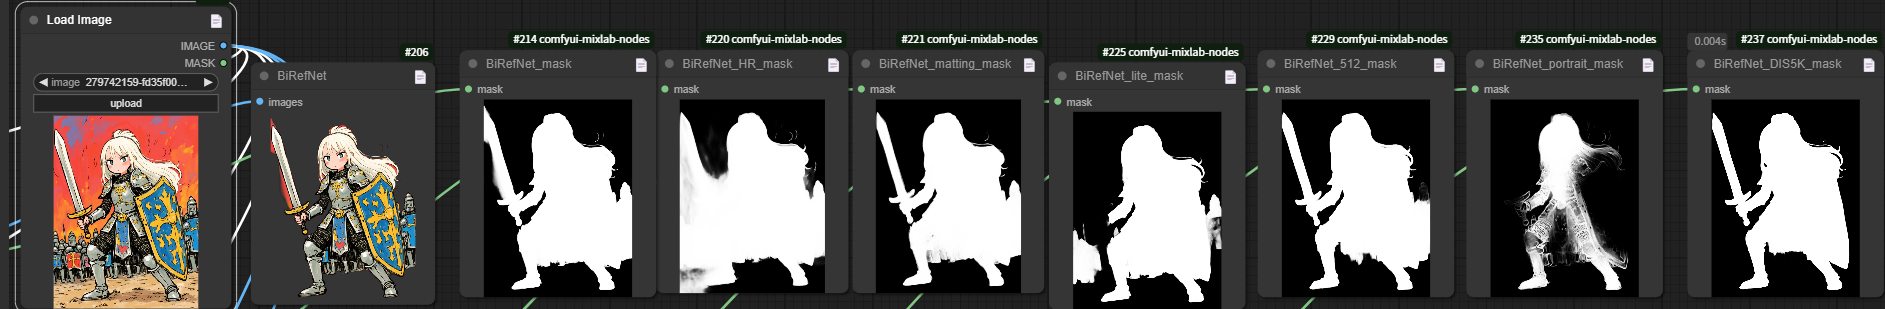 Load Image
IMAGE
MASK
image 279742159-fd35f00...
upload
#206
BiRefNet
images
#214 comfyui-mixlab-nodes
BiRefNet_mask
mask
#220 comfyui-mixlab-nodes
BiRefNet_HR_mask
mask
#221 comfyui-mixlab-nodes
BiRefNet_matting_mask
mask
#225 comfyui-mixlab-nodes
BiRefNet_lite_mask
mask
#229 comfyui-mixlab-nodes
BiRefNet_512_mask
mask
#235 comfyui-mixlab-nodes
BiRefNet_portrait_mask
mask
0.004s
#237 comfyui-mixlab-nodes
BiRefNet_DIS5K_mask
mask